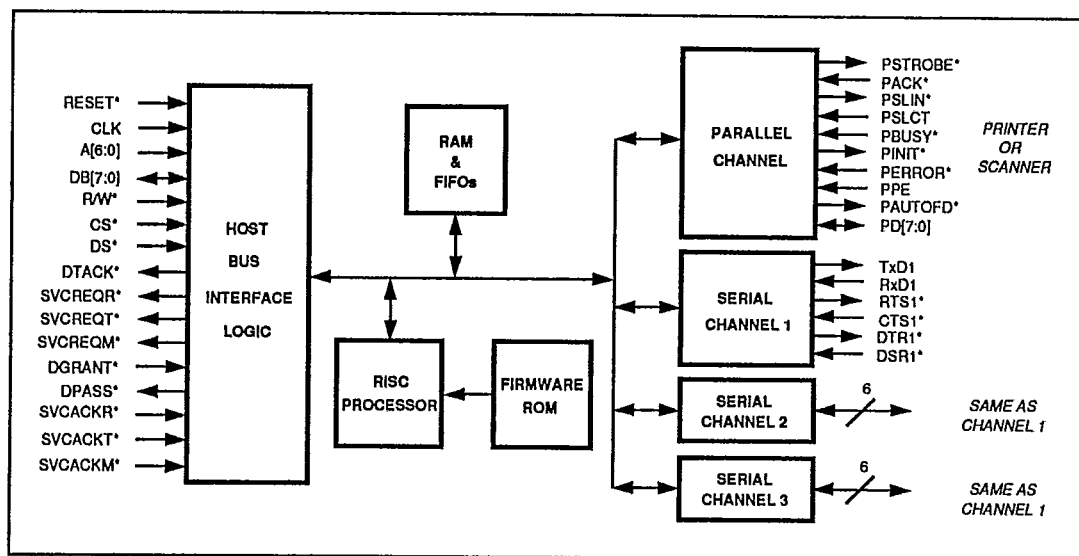 RESET*
CLK
A[6:0]
DB[7:0]
R/W*
CS*
DS*
DTACK*
SVCREQR*
SVCREQT*
SVCREQM*
DGRANT*
DPASS*
SVCACKR*
SVCACKT*
SVCACKM*
HOST
BUS
INTERFACE
LOGIC
RAM
&
FIFOs
RISC
PROCESSOR
FIRMWARE
ROM
PARALLEL
CHANNEL
PSTROBE*
PACK*
PSLIN*
PSLCT
PBUSY*
PINIT*
PERROR*
PPE
PAUTOFD*
PD[7:0]
PRINTER
OR
SCANNER
SERIAL
CHANNEL 1
TxD1
RxD1
RTS1*
CTS1*
DTR1*
DSR1*
SERIAL
CHANNEL 2
6
SAME AS
CHANNEL 1
SERIAL
CHANNEL 3
6
SAME AS
CHANNEL 1